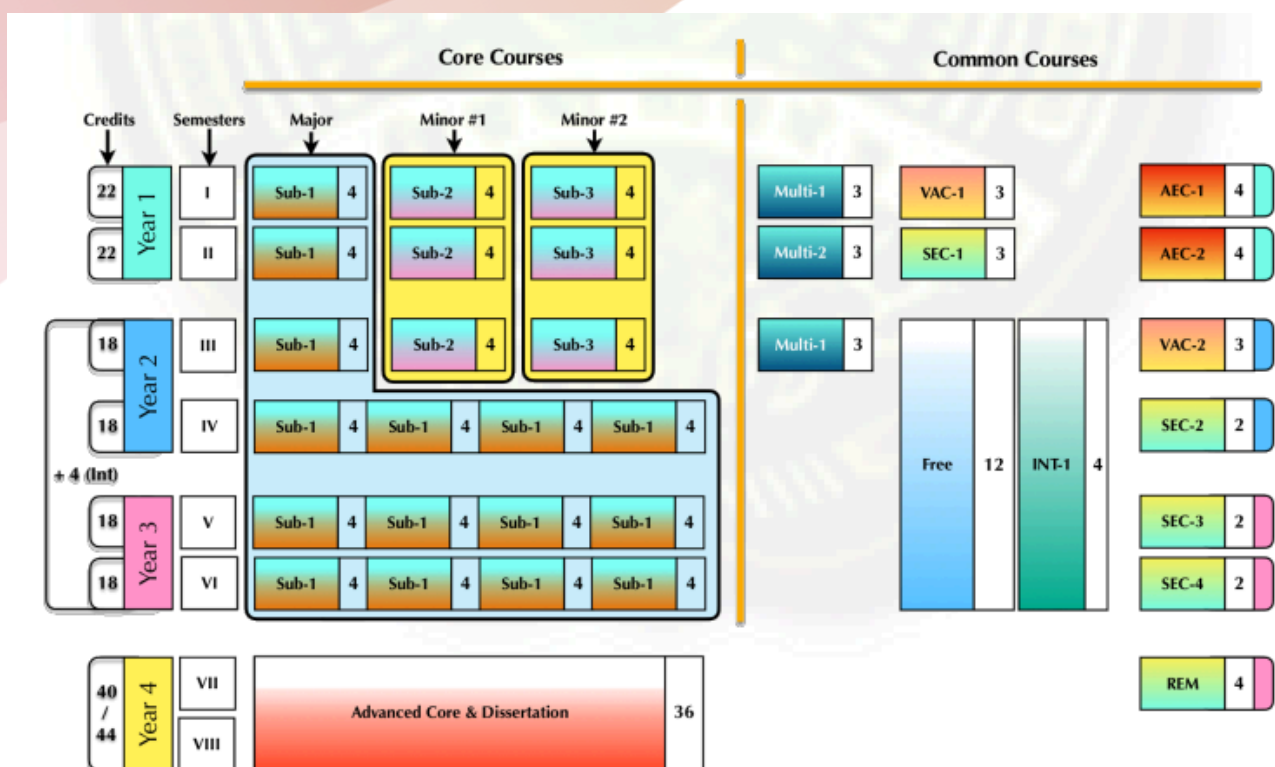 Core Courses Common Courses
Credits Semesters Major Minor #1 Minor #2
22 Year 1 I Sub-1 4 Sub-2 4 Sub-3 4 Multi-1 3 VAC-1 3 AEC-1 4
22 II Sub-1 4 Sub-2 4 Sub-3 4 Multi-2 3 SEC-1 3 AEC-2 4
18 Year 2 III Sub-1 4 Sub-2 4 Sub-3 4 Multi-1 3 VAC-2 3
18 IV Sub-1 4 Sub-1 4 Sub-1 4 Sub-1 4 SEC-2 2
+ 4 (Int) Free 12 INT-1 4
18 Year 3 V Sub-1 4 Sub-1 4 Sub-1 4 Sub-1 4 SEC-3 2
18 VI Sub-1 4 Sub-1 4 Sub-1 4 Sub-1 4 SEC-4 2
40 / 44 Year 4 VII Advanced Core & Dissertation 36 REM 4
VIII